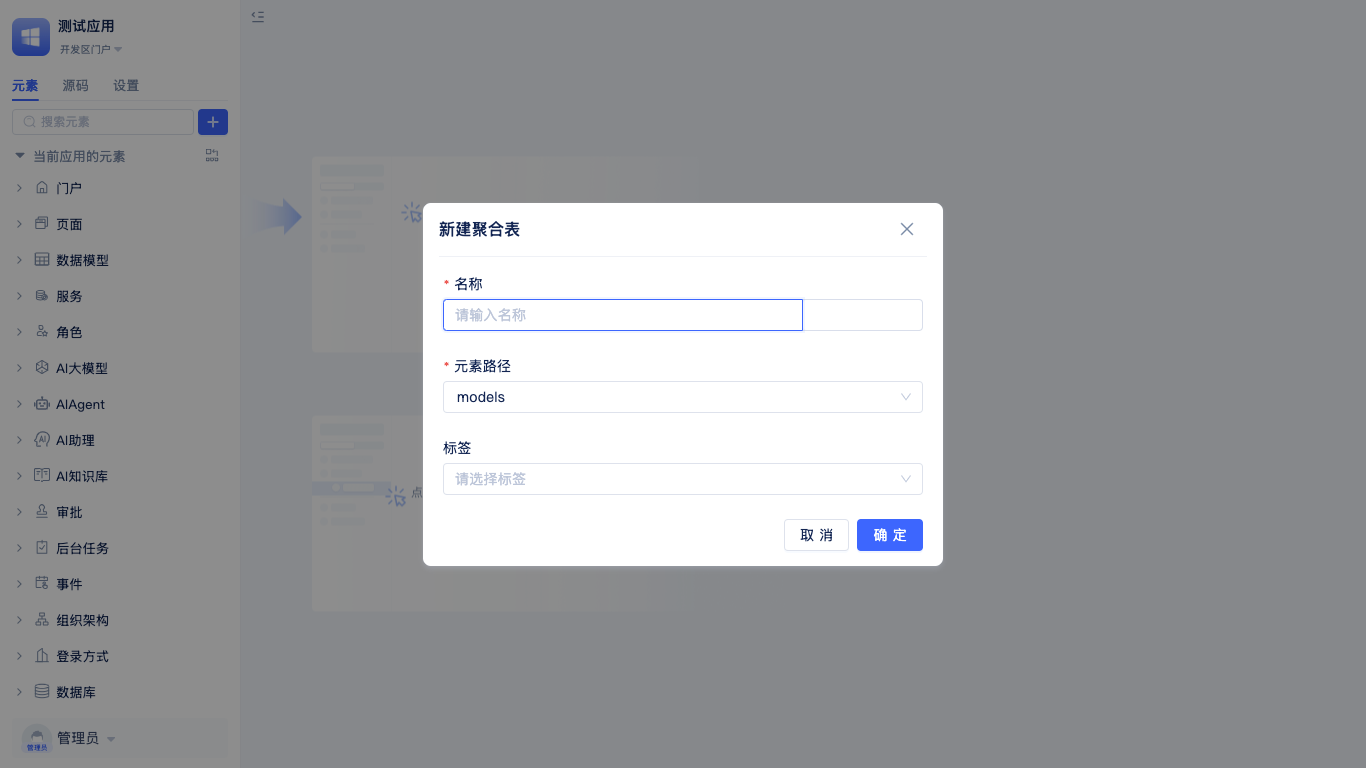 测试应用
开发区门户
元素 源码 设置
搜索元素
当前应用的元素
门户
页面
数据模型
服务
角色
AI大模型
AIAgent
AI助理
AI知识库
审批
后台任务
事件
组织架构
登录方式
数据库
管理员
管理员
点
新建聚合表
* 名称
请输入名称
* 元素路径
models
标签
请选择标签
取 消 确 定